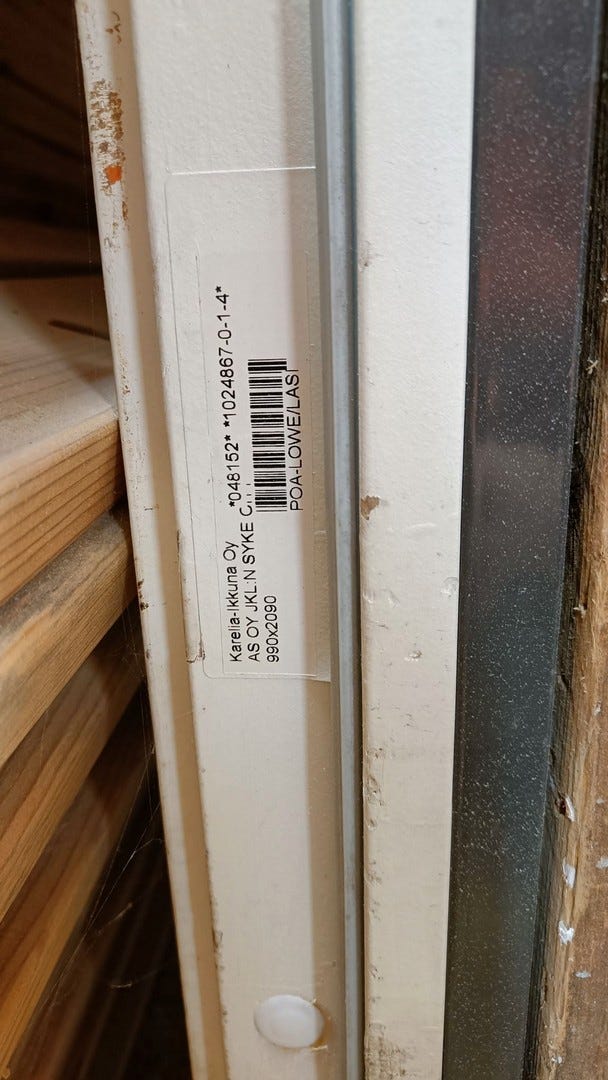 Karelia-Ikkuna Oy *048152* *1024867-0-1-4*
AS OY JKL:N SYKE
990x2090
POA-LOWE/LASI